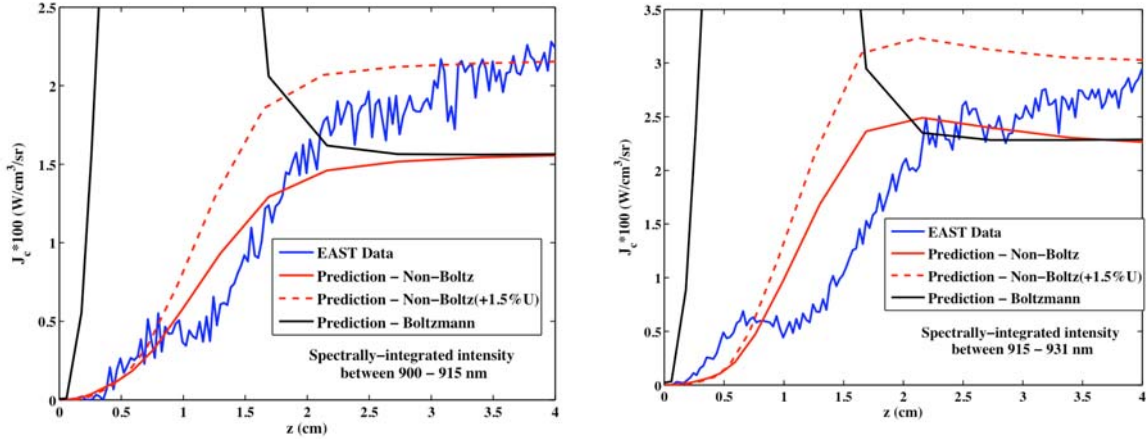 2.5
2
1.5
1
0.5
0
J_c*100 (W/cm^3/sr)
EAST Data
Prediction – Non−Boltz
Prediction – Non−Boltz(+1.5%U)
Prediction – Boltzmann
Spectrally−integrated intensity
between 900 – 915 nm
0 0.5 1 1.5 2 2.5 3 3.5 4
z (cm)
3.5
3
2.5
2
1.5
1
0.5
0
J_c*100 (W/cm^3/sr)
EAST Data
Prediction – Non−Boltz
Prediction – Non−Boltz(+1.5%U)
Prediction – Boltzmann
Spectrally−integrated intensity
between 915 – 931 nm
0 0.5 1 1.5 2 2.5 3 3.5 4
z (cm)